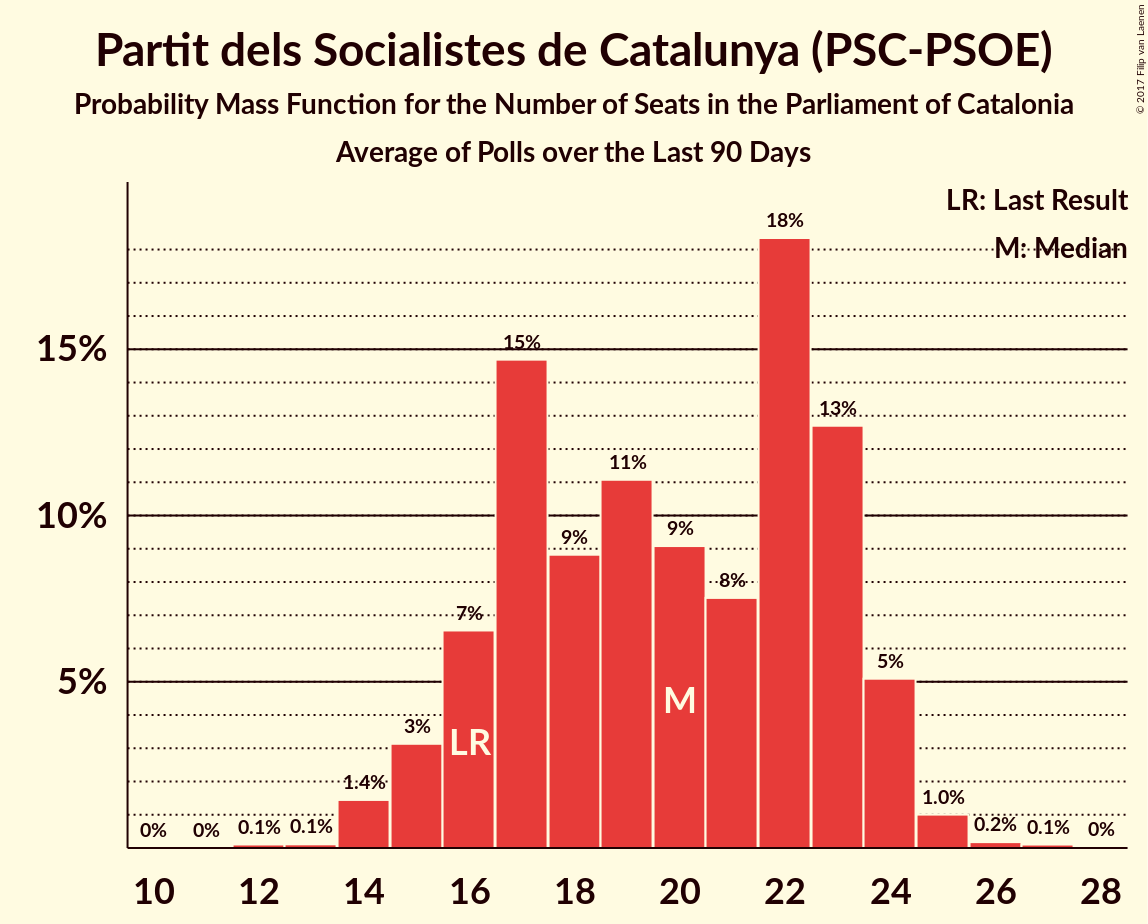 Partit dels Socialistes de Catalunya (PSC-PSOE)
Probability Mass Function for the Number of Seats in the Parliament of Catalonia
Average of Polls over the Last 90 Days
© 2017 Filip van Laenen
LR: Last Result
M: Median
15%
10%
5%
0%
0%
0.1%
0.1%
1.4%
3%
7%
15%
9%
11%
9%
8%
18%
13%
5%
1.0%
0.2%
0.1%
0%
LR
M
10 12 14 16 18 20 22 24 26 28